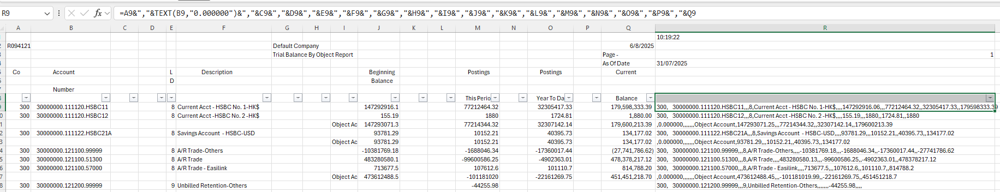 R9 fx =A9&","&TEXT(B9,"0.000000")&","&C9&","&D9&","&E9&","&F9&","&G9&","&H9&","&I9&","&J9&","&K9&","&L9&","&M9&","&N9&","&O9&","&P9&","&Q9
A B C D E F G H I J K L M N O P Q R
10:19:22
R094121 Default Company 6/8/2025
Trial Balance By Object Report Page - 1
As Of Date 31/07/2025
Co Account L Description Beginning Postings Postings Current
D Balance
Number
This Perio Year To Da Balance
300 30000000.111120.HSBC11 8 Current Acct - HSBC No. 1-HK$ 147292916.1 77212464.32 32305417.33 179,598,333.39 300, 30000000.111120.HSBC11,,,8,Current Acct - HSBC No. 1-HK$,,,,147292916.06,,,77212464.32,,32305417.33,,179598333.39
300 30000000.111120.HSBC12 8 Current Acct -HSBC No. 2 -HK$ 155.19 1880 1724.81 1,880.00 300, 30000000.111120.HSBC12,,,8,Current Acct -HSBC No. 2 -HK$,,,,155.19,,,1880,,1724.81,,1880
Object Ac 147293071.3 77214344.32 32307142.14 179,600,213.39 ,0.000000,,,,,,,Object Account,147293071.25,,,77214344.32,,32307142.14,,179600213.39
300 30000000.111122.HSBC21A 8 Savings Account - HSBC-USD 93781.29 10152.21 40395.73 134,177.02 300, 30000000.111122.HSBC21A,,,8,Savings Account - HSBC-USD,,,,93781.29,,,10152.21,,40395.73,,134177.02
Object Ac 93781.29 10152.21 40395.73 134,177.02 ,0.000000,,,,,,,Object Account,93781.29,,,10152.21,,40395.73,,134177.02
300 30000000.121100.99999 8 A/R Trade-Others -10381769.18 -1688046.34 -17360017.44 (27,741,786.62) 300, 30000000.121100.99999,,,8,A/R Trade-Others,,,,-10381769.18,,,-1688046.34,,-17360017.44,,-27741786.62
300 30000000.121100.51300 8 A/R Trade 483280580.1 -99600586.25 -4902363.01 478,378,217.12 300, 30000000.121100.51300,,,8,A/R Trade,,,,483280580.13,,,-99600586.25,,-4902363.01,,478378217.12
300 30000000.121100.57000 8 A/R Trade - Easilink 713677.5 107612.6 101110.7 814,788.20 300, 30000000.121100.57000,,,8,A/R Trade - Easilink,,,,713677.5,,,107612.6,,101110.7,,814788.2
Object Ac 473612488.5 -101181020 -22161269.75 451,451,218.70 ,0.000000,,,,,,,Object Account,473612488.45,,,-101181019.99,,-22161269.75,,451451218.7
300 30000000.121200.99999 9 Unbilled Retention-Others -44255.98 300, 30000000.121200.99999,,,9,Unbilled Retention-Others,,,,,,,-44255.98,,,,